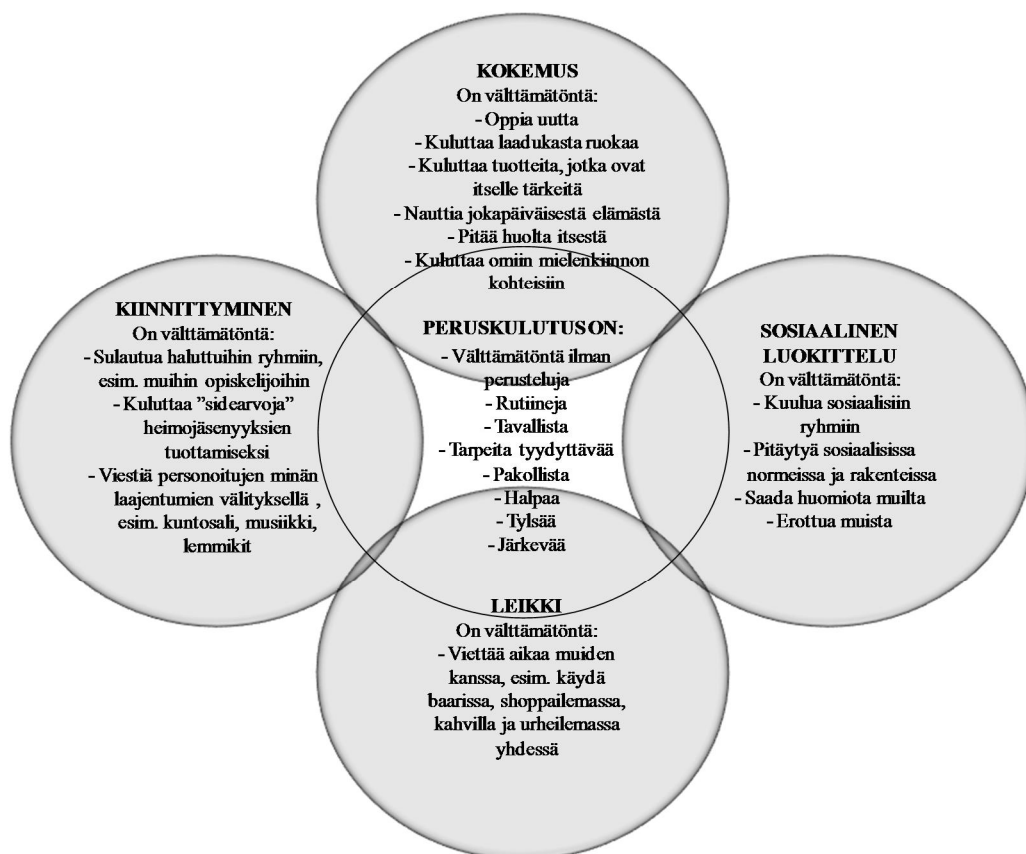 KOKEMUS
On välttämätöntä:
- Oppia uutta
- Kuluttaa laadukasta ruokaa
- Kuluttaa tuotteita, jotka ovat
itselle tärkeitä
- Nauttia jokapäiväisestä elämästä
- Pitää huolta itsestä
- Kuluttaa omiin mielenkiinnon
kohteisiin
KIINNITTYMINEN
On välttämätöntä:
- Sulautua haluttuihin ryhmiin,
esim. muihin opiskelijoihin
- Kuluttaa ”sidearvoja”
heimojäsenyyksien
tuottamiseksi
- Viestiä personoitujen minän
laajentumien välityksellä ,
esim. kuntosali, musiikki,
lemmikit
PERUSKULUTUS ON:
- Välttämätöntä ilman
perusteluja
- Rutiineja
- Tavallista
- Tarpeita tyydyttävää
- Pakollista
- Halpaa
- Tylsää
- Järkevää
SOSIAALINEN
LUOKITTELU
On välttämätöntä:
- Kuulua sosiaalisiin
ryhmiin
- Pitäytyä sosiaalisissa
normeissa ja rakenteissa
- Saada huomiota muilta
- Erottua muista
LEIKKI
On välttämätöntä:
- Viettää aikaa muiden
kanssa, esim. käydä
baarissa, shoppailemassa,
kahvilla ja urheilemassa
yhdessä